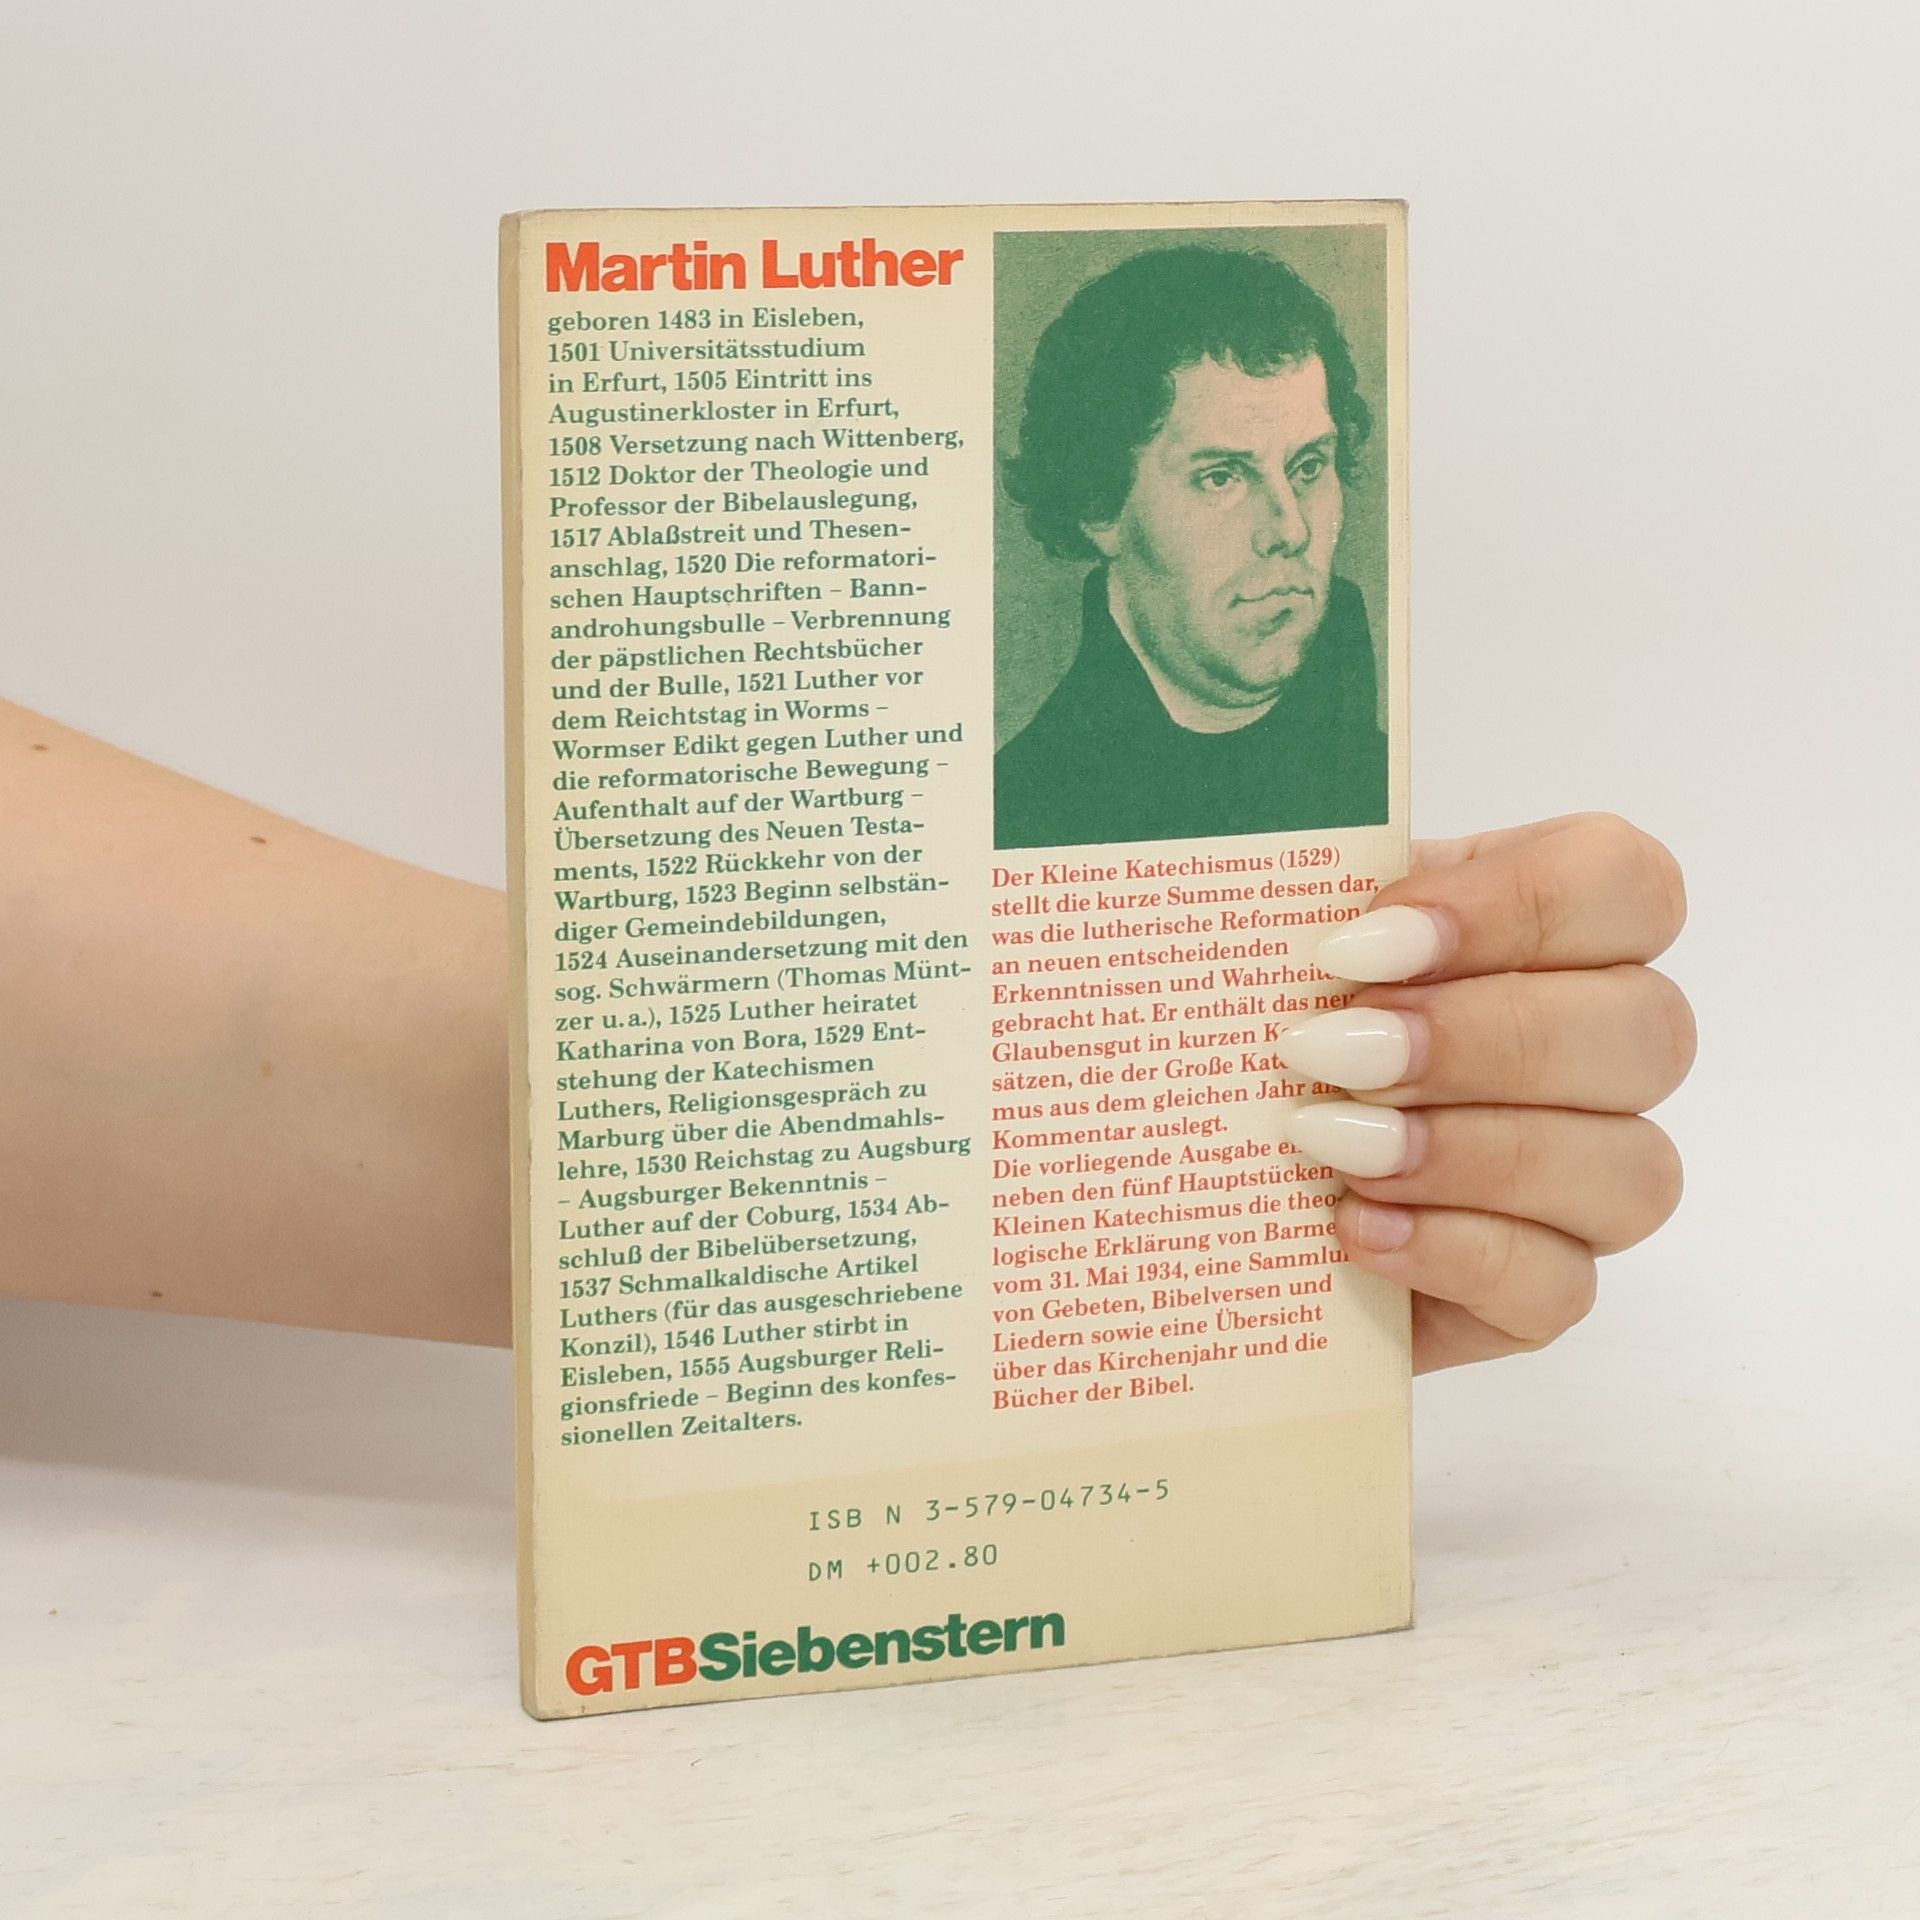 Martin Luther
geboren 1483 in Eisleben,
1501 Universitätsstudium
in Erfurt, 1505 Eintritt ins
Augustinerkloster in Erfurt,
1508 Versetzung nach Wittenberg,
1512 Doktor der Theologie und
Professor der Bibelauslegung,
1517 Ablaßstreit und Thesen-
anschlag, 1520 Die reformatori-
schen Hauptschriften – Bann-
androhungsbulle – Verbrennung
der päpstlichen Rechtsbücher
und der Bulle, 1521 Luther vor
dem Reichtstag in Worms –
Wormser Edikt gegen Luther und
die reformatorische Bewegung –
Aufenthalt auf der Wartburg –
Übersetzung des Neuen Testa-
ments, 1522 Rückkehr von der
Wartburg, 1523 Beginn selbstän-
diger Gemeindebildungen,
1524 Auseinandersetzung mit den
sog. Schwärmern (Thomas Münt-
zer u.a.), 1525 Luther heiratet
Katharina von Bora, 1529 Ent-
stehung der Katechismen
Luthers, Religionsgespräch zu
Marburg über die Abendmahls-
lehre, 1530 Reichstag zu Augsburg
– Augsburger Bekenntnis –
Luther auf der Coburg, 1534 Ab-
schluß der Bibelübersetzung,
1537 Schmalkaldische Artikel
Luthers (für das ausgeschriebene
Konzil), 1546 Luther stirbt in
Eisleben, 1555 Augsburger Reli-
gionsfriede – Beginn des konfes-
sionellen Zeitalters.
Der Kleine Katechismus (1529)
stellt die kurze Summe dessen dar,
was die lutherische Reformation
an neuen entscheidenden
Erkenntnissen und
gebracht hat. Er enthält das
Glaubensgut in kurzen
sätzen, die der Große
mus aus dem gleichen Jahr als
Kommentar auslegt.
Die vorliegende Ausgabe
neben den fünf Hauptstücken
Kleinen Katechismus die theo-
logische Erklärung von
vom 31. Mai 1934, eine
von Gebeten, Bibelversen und
Liedern sowie eine Übersicht
über das Kirchenjahr und die
Bücher der Bibel.
ISB N 3-579-04734-5
DM +002.80
GTBSiebenstern